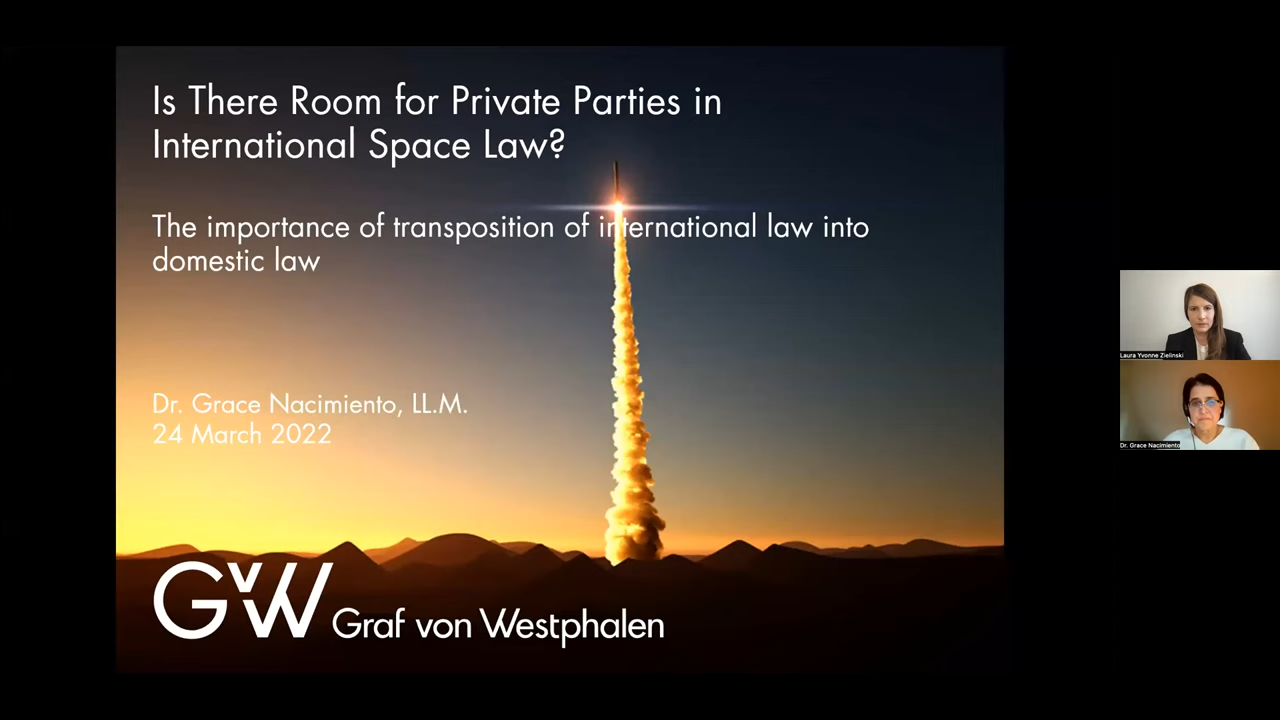 Is There Room for Private Parties in
International Space Law?
The importance of transposition of international law into
domestic law
Dr. Grace Nacimiento, LL.M.
24 March 2022
GvW Graf von Westphalen
Laura Yvonne Zielinski
Dr. Grace Nacimiento